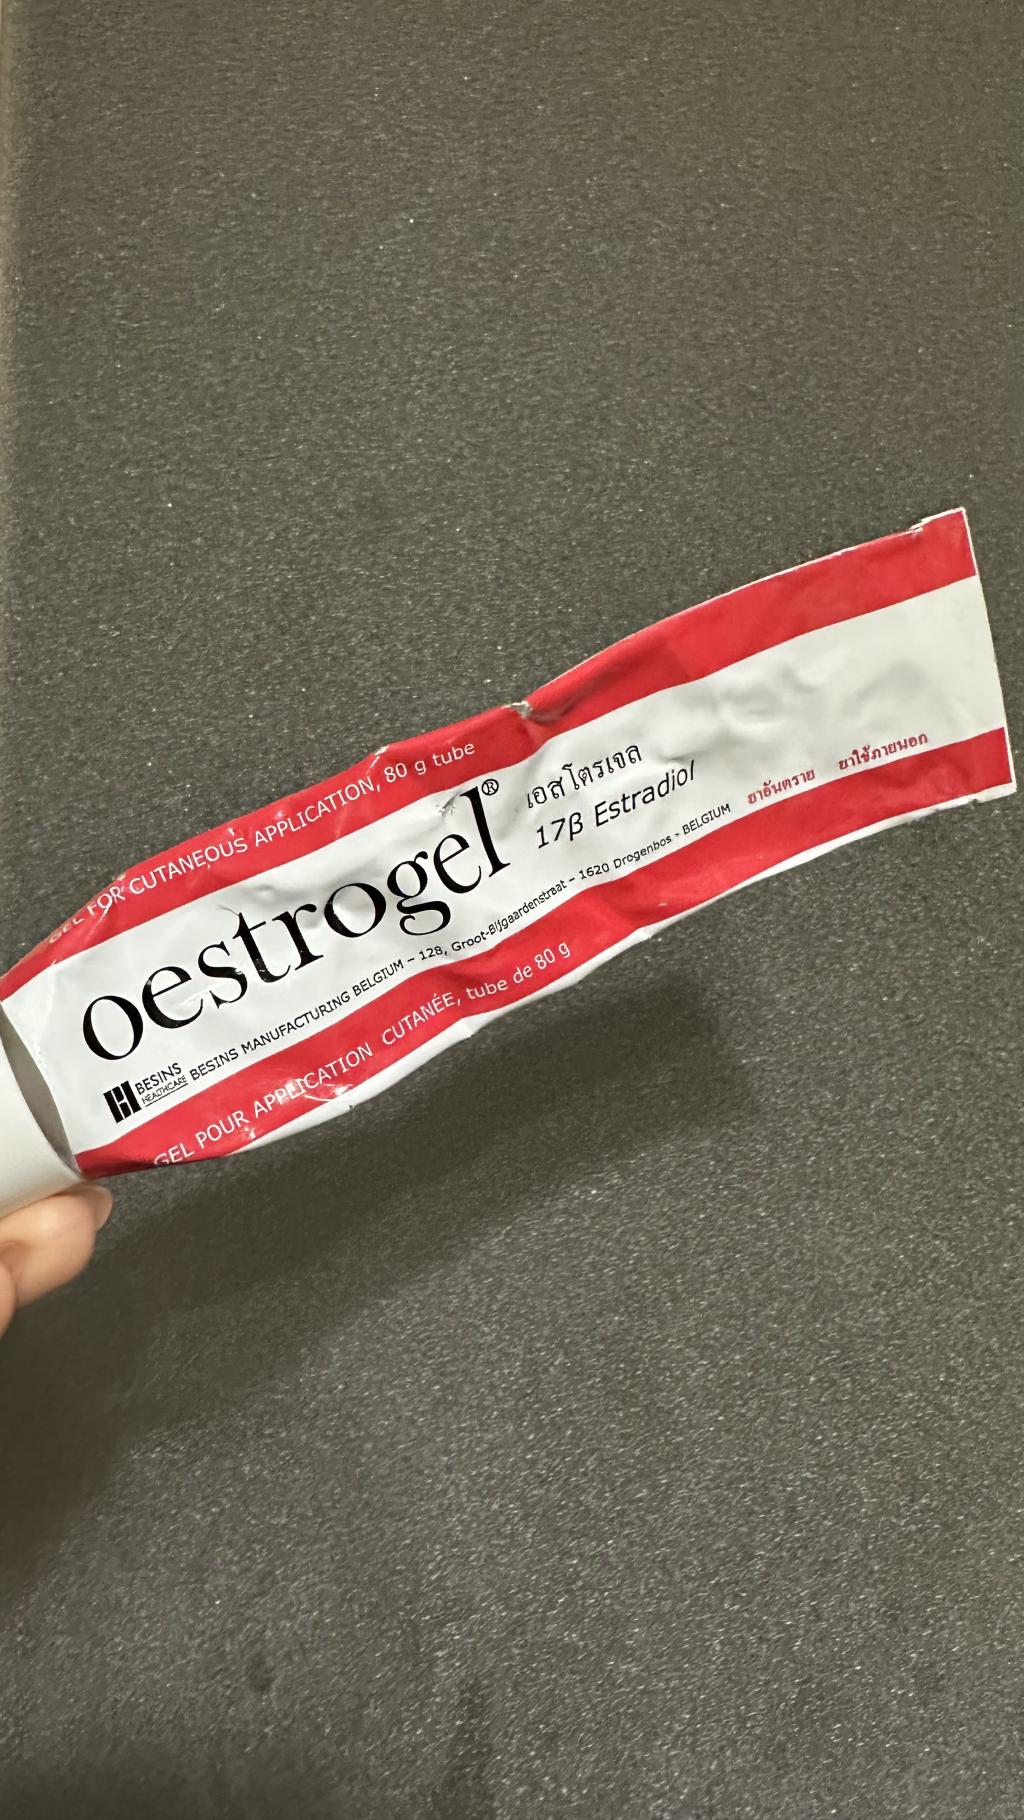 GEL FOR CUTANEOUS APPLICATION, 80 g tube
oestrogel®
เอสโตรเจล
17β Estradiol
BESINS
HEALTHCARE
BESINS MANUFACTURING BELGIUM – 128, Groot-Bijgaardenstraat – 1620 Drogenbos - BELGIUM
ยาอันตราย ยาใช้ภายนอก
GEL POUR APPLICATION CUTANÉE, tube de 80 g